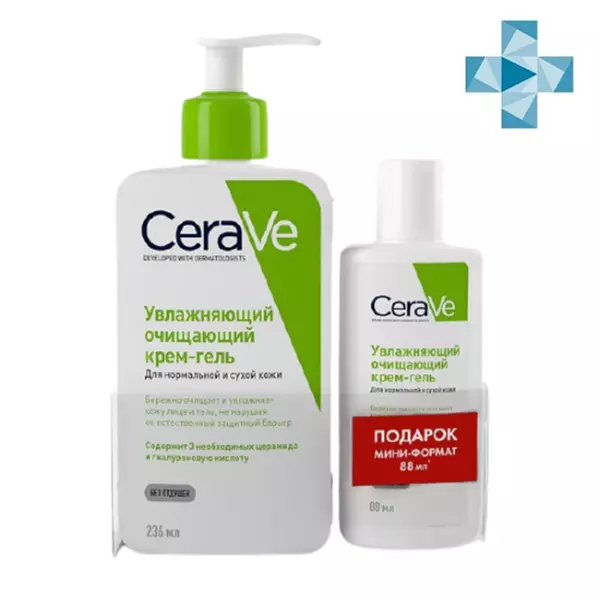 CeraVe
DEVELOPED WITH DERMATOLOGISTS
Увлажняющий
очищающий
крем-гель
Для нормальной и сухой кожи
Бережно очищает и увлажняет
кожу лица и тела, не нарушая
ее естественный защитный барьер
Содержит 3 необходимых церамида
и гиалуроновую кислоту
БЕЗ ОТДУШЕК
236 мл
CeraVe
Увлажняющий
очищающий
крем-гель
Для нормальной и сухой кожи
ПОДАРОК
МИНИ-ФОРМАТ
88 мл
88 мл